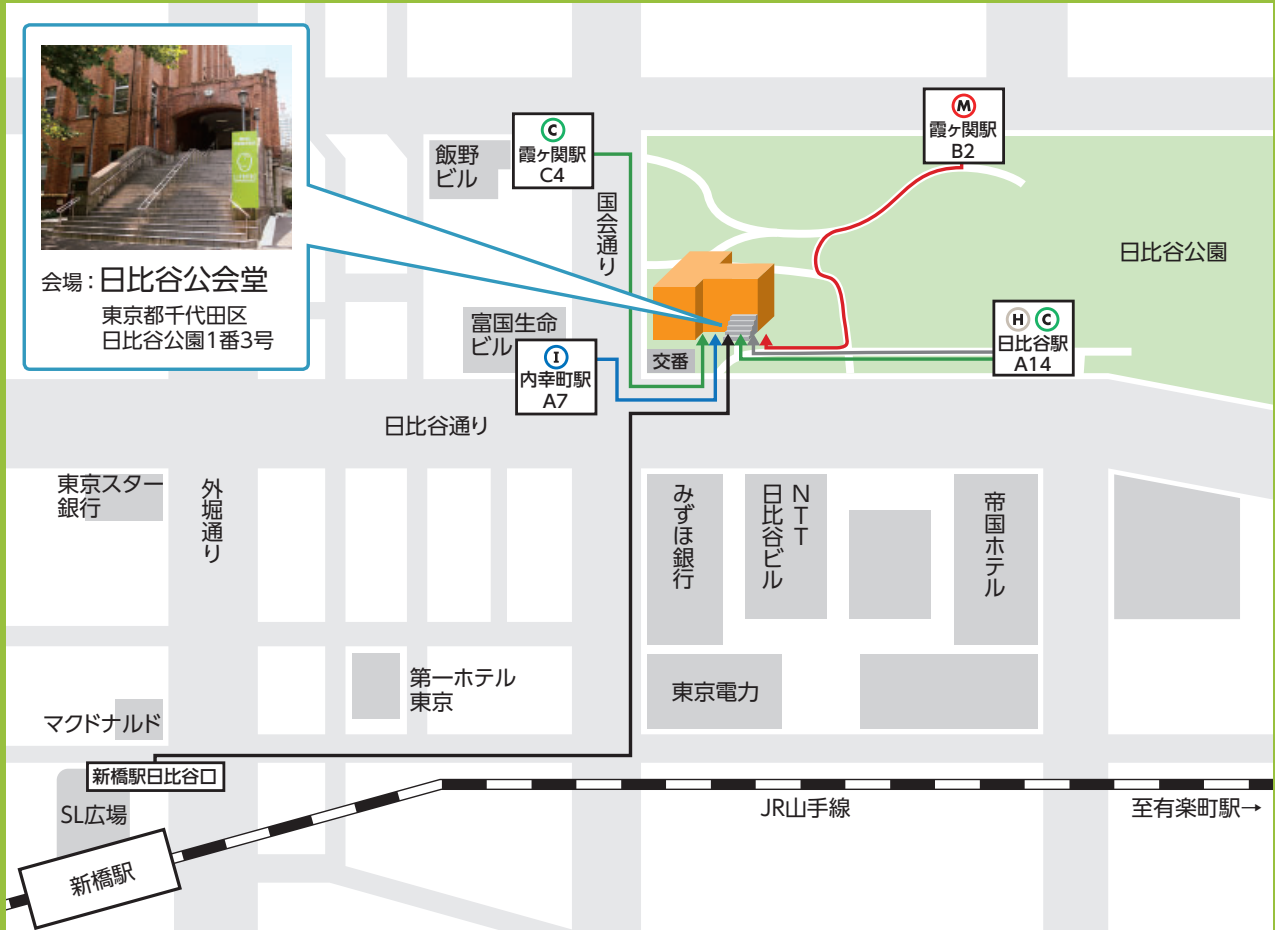 会場：日比谷公会堂
東京都千代田区
日比谷公園1番3号
飯野
ビル
C
霞ヶ関駅
C4
国会通り
M
霞ヶ関駅
B2
日比谷公園
富国生命
ビル
I
内幸町駅
A7
交番
H C
日比谷駅
A14
日比谷通り
東京スター
銀行
外堀通り
みずほ銀行
NTT
日比谷ビル
帝国ホテル
第一ホテル
東京
東京電力
マクドナルド
新橋駅日比谷口
SL広場
新橋駅
JR山手線
至有楽町駅→